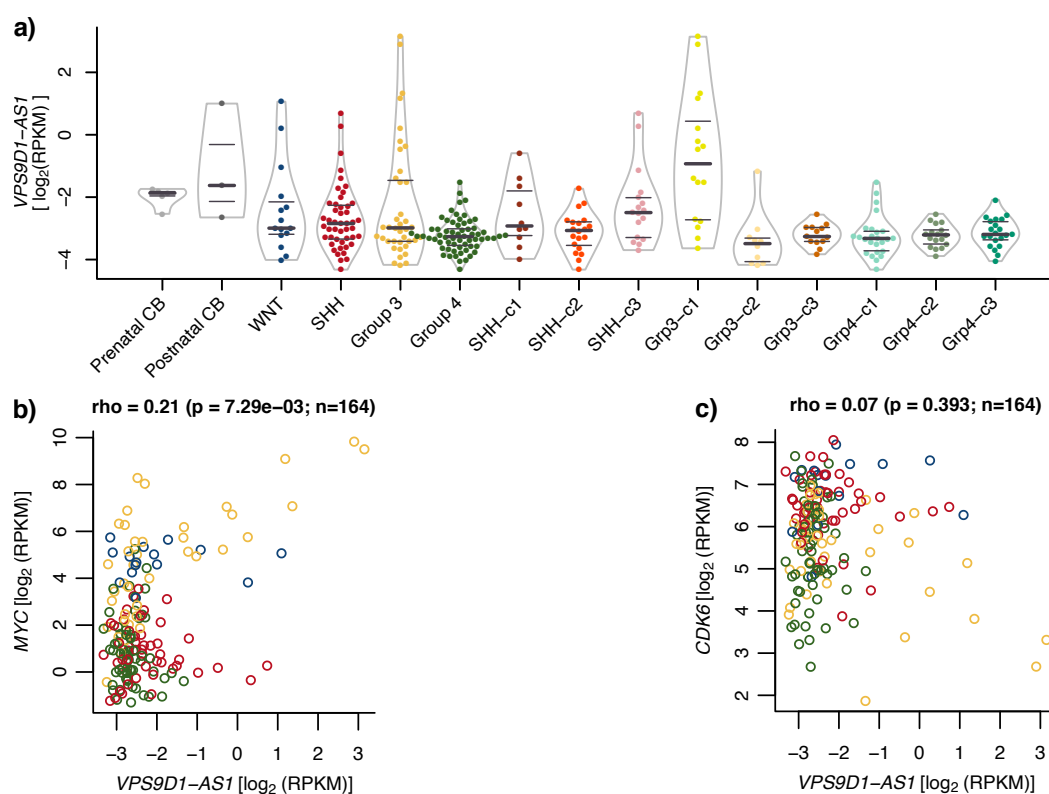 a)
VPS9D1−AS1
[ log2(RPKM) ]
2
0
−2
−4
Prenatal CB
Postnatal CB
WNT
SHH
Group 3
Group 4
SHH−c1
SHH−c2
SHH−c3
Grp3−c1
Grp3−c2
Grp3−c3
Grp4−c1
Grp4−c2
Grp4−c3
b)
rho = 0.21 (p = 7.29e−03; n=164)
MYC [log2 (RPKM)]
10
8
6
4
2
0
−3 −2 −1 0 1 2 3
VPS9D1−AS1 [log2 (RPKM)]
c)
rho = 0.07 (p = 0.393; n=164)
CDK6 [log2 (RPKM)]
8
7
6
5
4
3
2
−3 −2 −1 0 1 2 3
VPS9D1−AS1 [log2 (RPKM)]